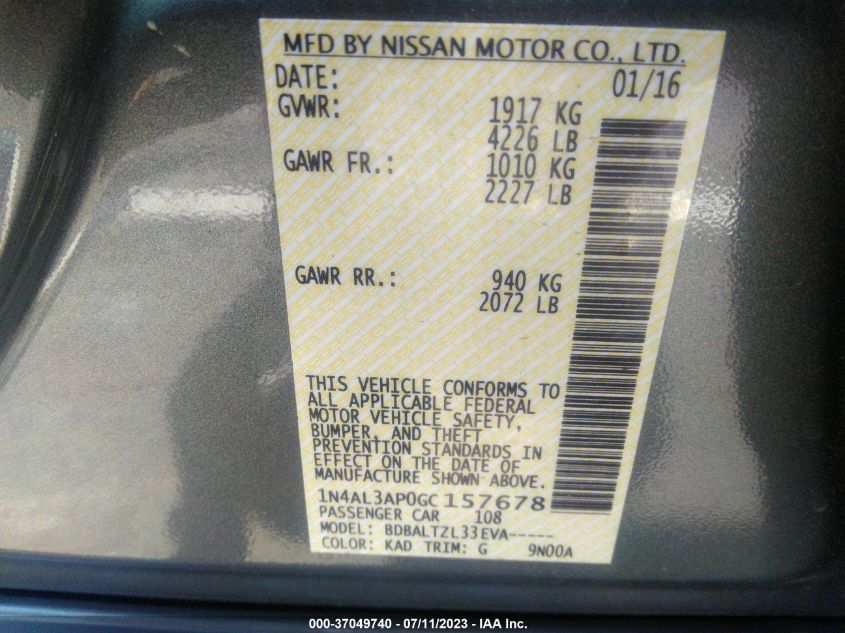 MFD BY NISSAN MOTOR CO., LTD.
DATE: 01/16
GVWR: 1917 KG
4226 LB
GAWR FR.: 1010 KG
2227 LB
GAWR RR.: 940 KG
2072 LB
THIS VEHICLE CONFORMS TO
ALL APPLICABLE FEDERAL
MOTOR VEHICLE SAFETY,
BUMPER, AND THEFT
PREVENTION STANDARDS IN
EFFECT ON THE DATE OF
MANUFACTURE SHOWN ABOVE.
1N4AL3AP0GC157678
PASSENGER CAR 108
MODEL: BDBALTZL33EVA-----
COLOR: KAD TRIM: G 9N00A
000-37049740 - 07/11/2023 - IAA Inc.